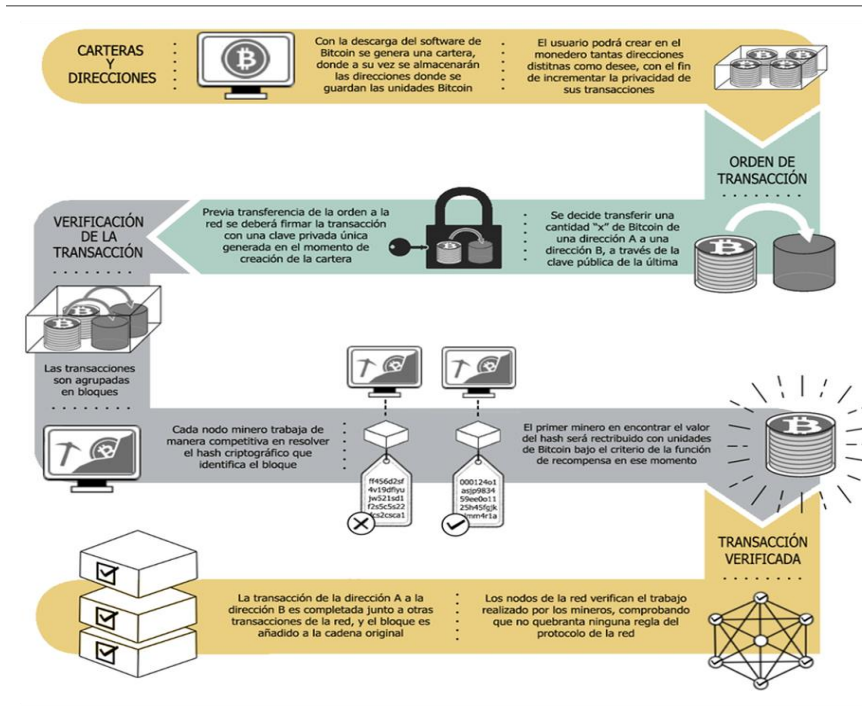 CARTERAS
Y
DIRECCIONES
Con la descarga del software de
Bitcoin se genera una cartera,
donde a su vez se almacenarán
las direcciones donde se
guardan las unidades Bitcoin
El usuario podrá crear en el
monedero tantas direcciones
distitnas como desee, con el fin
de incrementar la privacidad de
sus transacciones
ORDEN DE
TRANSACCIÓN
Se decide transferir una
cantidad “x” de Bitcoin de
una dirección A a una
dirección B, a través de la
clave pública de la última
Previa transferencia de la orden a la
red se deberá firmar la transacción
con una clave privada única
generada en el momento de
creación de la cartera
VERIFICACIÓN
DE LA
TRANSACCIÓN
Las transacciones
son agrupadas
en bloques
Cada nodo minero trabaja de
manera competitiva en resolver
el hash criptográfico que
identifica el bloque
ff456d2sf
4v19dflyu
jw521sd1
f2s5c5s22
fcs2csca1
000124o1
asjp9834
59ee0o11
25h45fgjk
jmm4r1a
El primer minero en encontrar el valor
del hash será rectribuido con unidades
de Bitcoin bajo el criterio de la función
de recompensa en ese momento
TRANSACCIÓN
VERIFICADA
Los nodos de la red verifican el trabajo
realizado por los mineros, comprobando
que no quebranta ninguna regla del
protocolo de la red
La transacción de la dirección A a la
dirección B es completada junto a otras
transacciones de la red, y el bloque es
añadido a la cadena original